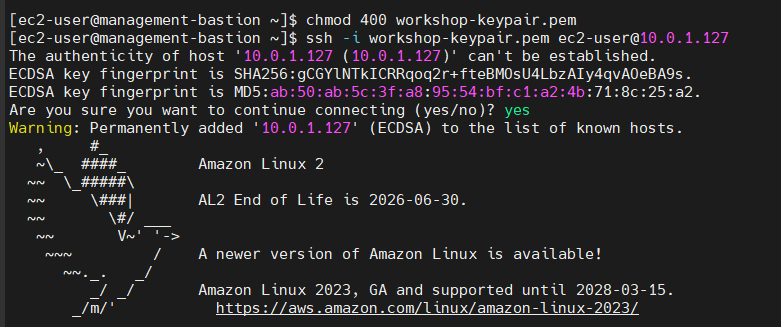 [ec2-user@management-bastion ~]$ chmod 400 workshop-keypair.pem
[ec2-user@management-bastion ~]$ ssh -i workshop-keypair.pem ec2-user@10.0.1.127
The authenticity of host '10.0.1.127 (10.0.1.127)' can't be established.
ECDSA key fingerprint is SHA256:gCGYlNTkICRRqoq2r+fteBMOsU4LbzAIy4qvAOeBA9s.
ECDSA key fingerprint is MD5:ab:50:ab:5c:3f:a8:95:54:bf:c1:a2:4b:71:8c:25:a2.
Are you sure you want to continue connecting (yes/no)? yes
Warning: Permanently added '10.0.1.127' (ECDSA) to the list of known hosts.
   ,     #_
   ~\_  ####_        Amazon Linux 2
  ~~  \_#####\
  ~~     \###|       AL2 End of Life is 2026-06-30.
  ~~       \#/ ___
   ~~       V~' '->
    ~~~         /    A newer version of Amazon Linux is available!
      ~~._.   _/
         _/ _/       Amazon Linux 2023, GA and supported until 2028-03-15.
       _/m/'           https://aws.amazon.com/linux/amazon-linux-2023/